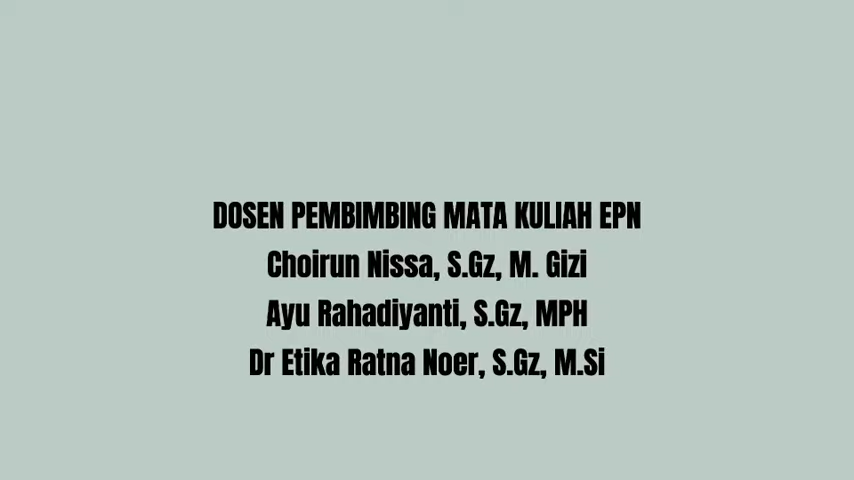 DOSEN PEMBIMBING MATA KULIAH EPN
Choirun Nissa, S.Gz, M. Gizi
Ayu Rahadiyanti, S.Gz, MPH
Dr Etika Ratna Noer, S.Gz, M.Si